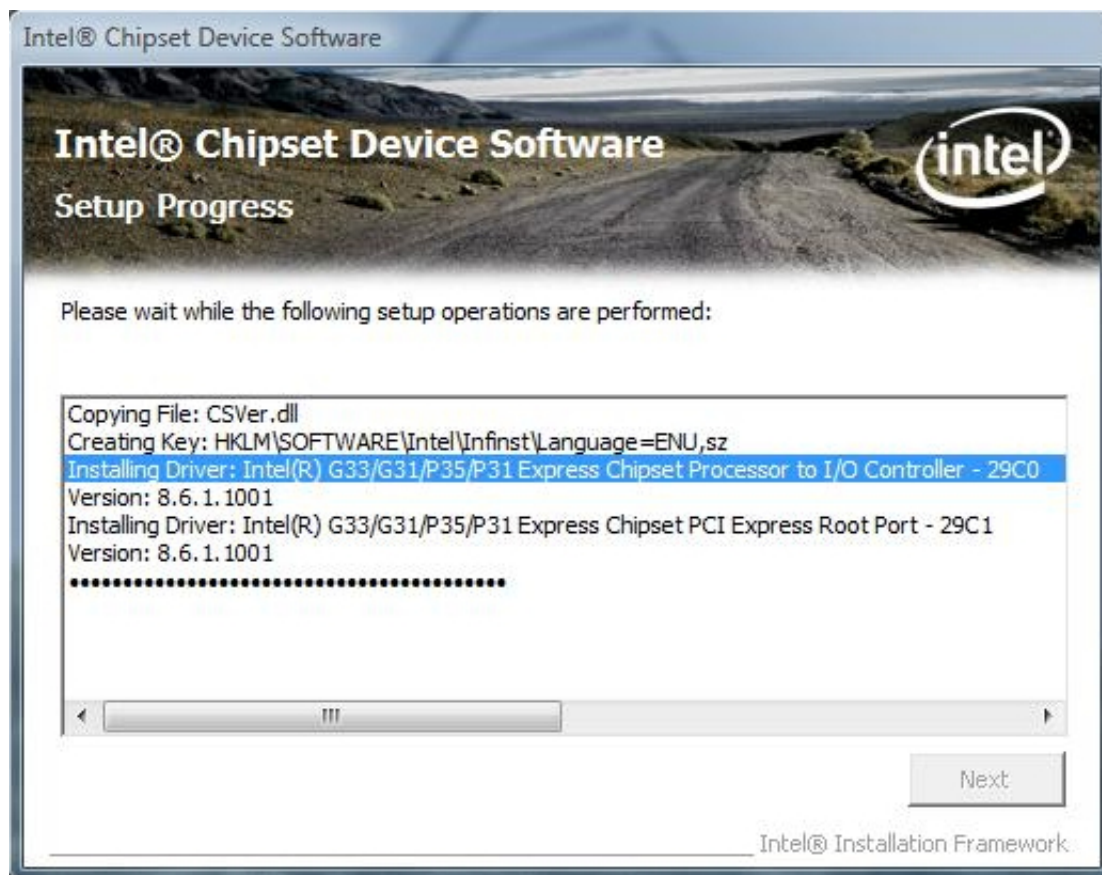 Intel® Chipset Device Software
Intel® Chipset Device Software
intel
Setup Progress
Please wait while the following setup operations are performed:
Copying File: CSVer.dll
Creating Key: HKLM\SOFTWARE\Intel\Infinst\Language=ENU,sz
Installing Driver: Intel(R) G33/G31/P35/P31 Express Chipset Processor to I/O Controller - 29C0
Version: 8.6.1.1001
Installing Driver: Intel(R) G33/G31/P35/P31 Express Chipset PCI Express Root Port - 29C1
Version: 8.6.1.1001
Next
Intel® Installation Framework